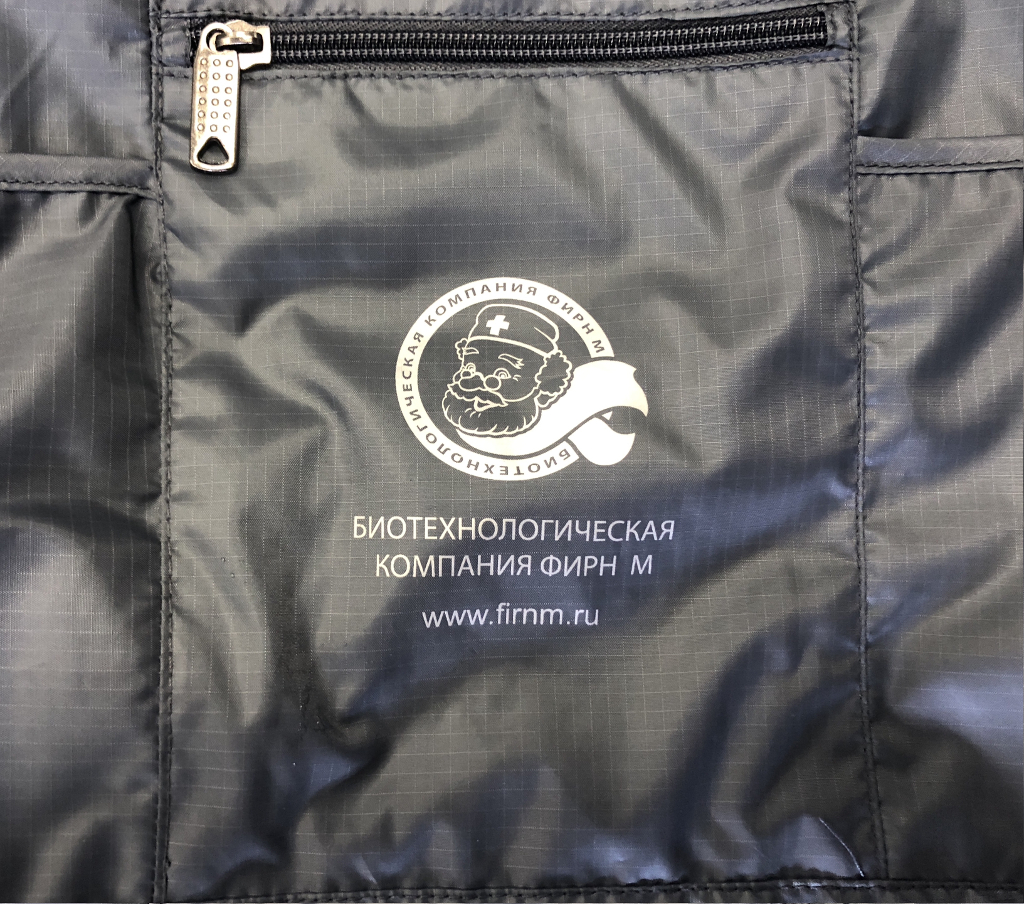 БИОТЕХНОЛОГИЧЕСКАЯ КОМПАНИЯ ФИРН М
БИОТЕХНОЛОГИЧЕСКАЯ
КОМПАНИЯ ФИРН М
www.firnm.ru